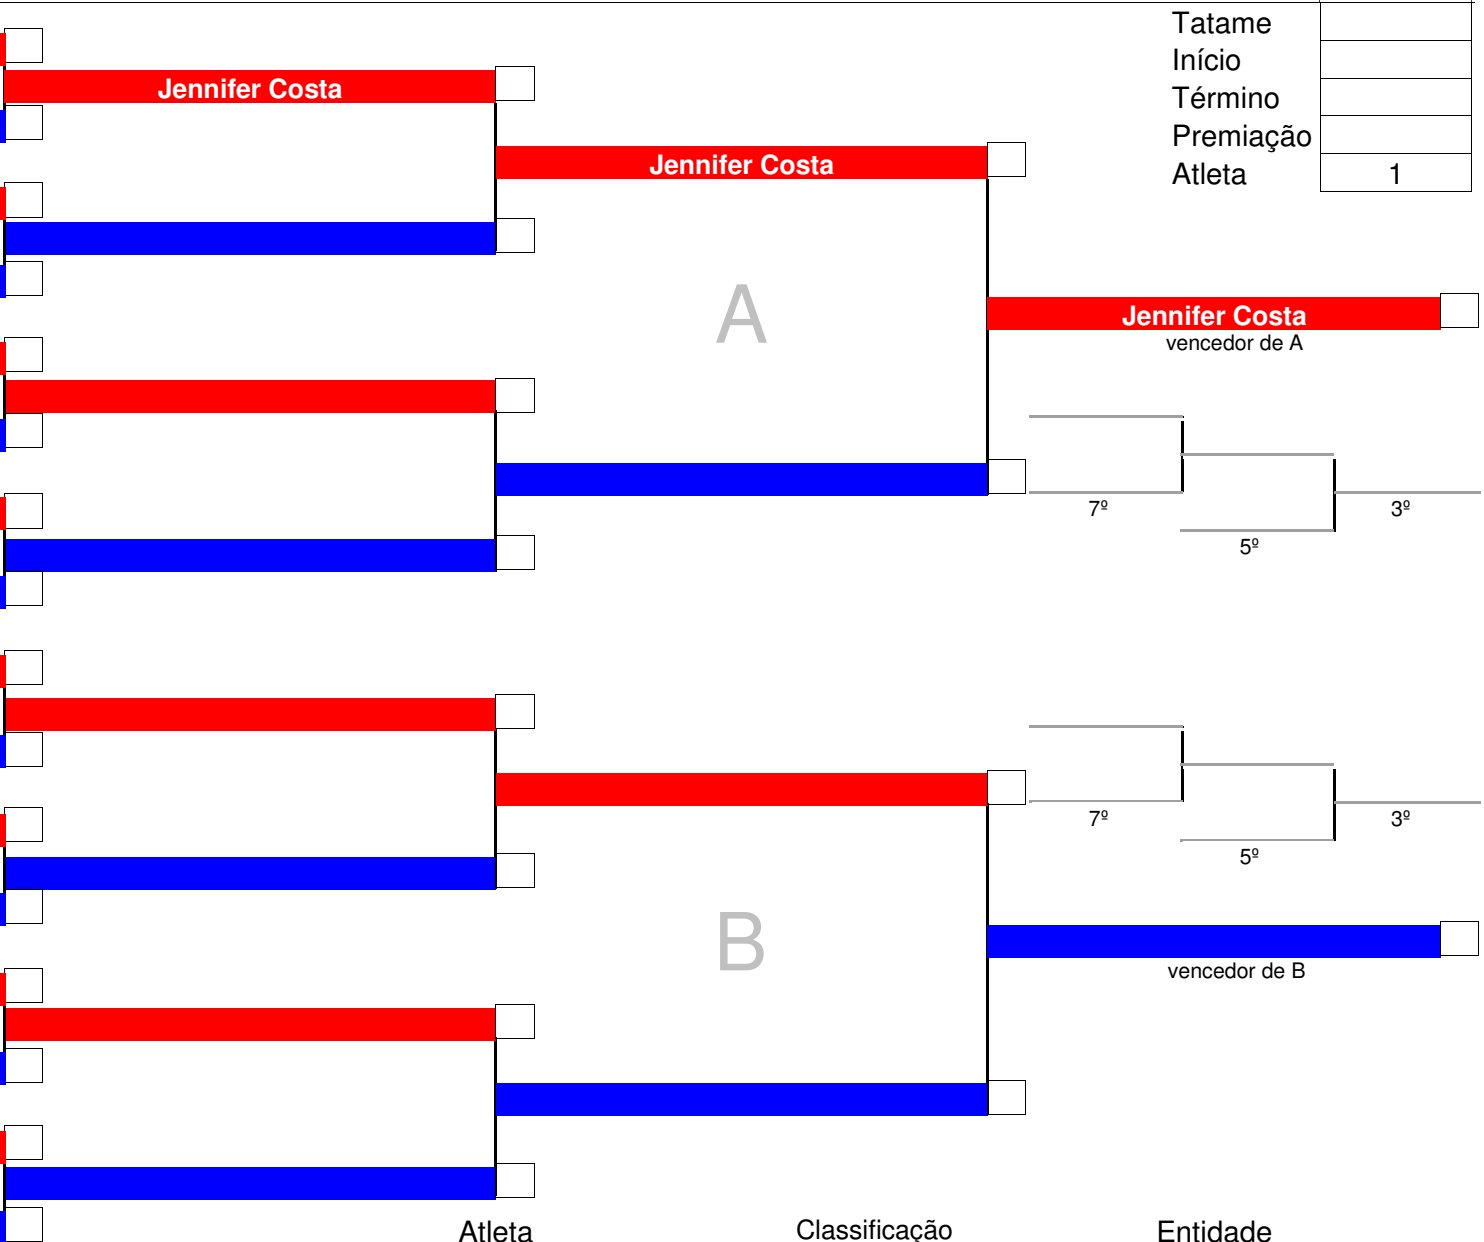 Tatame
Início
Término
Premiação
Atleta 1
Jennifer Costa
Jennifer Costa
A
Jennifer Costa
vencedor de A
7º
3º
5º
7º
3º
5º
B
vencedor de B
Atleta Classificação Entidade